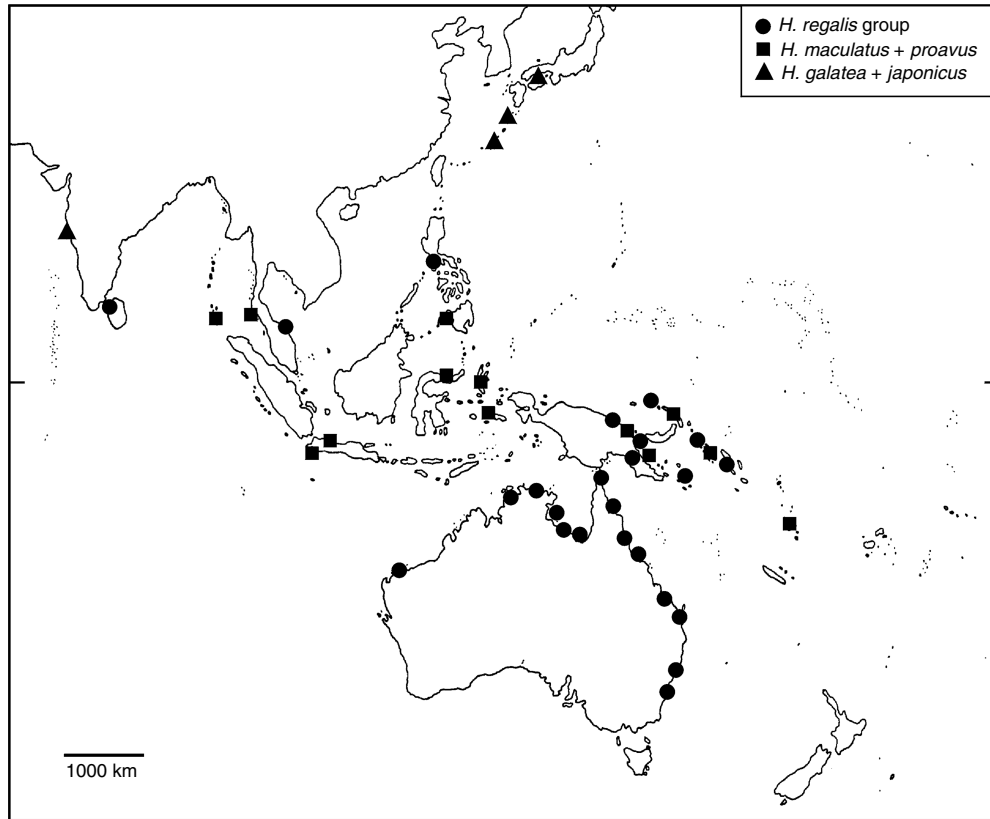 H. regalis group
H. maculatus + proavus
H. galatea + japonicus
1000 km